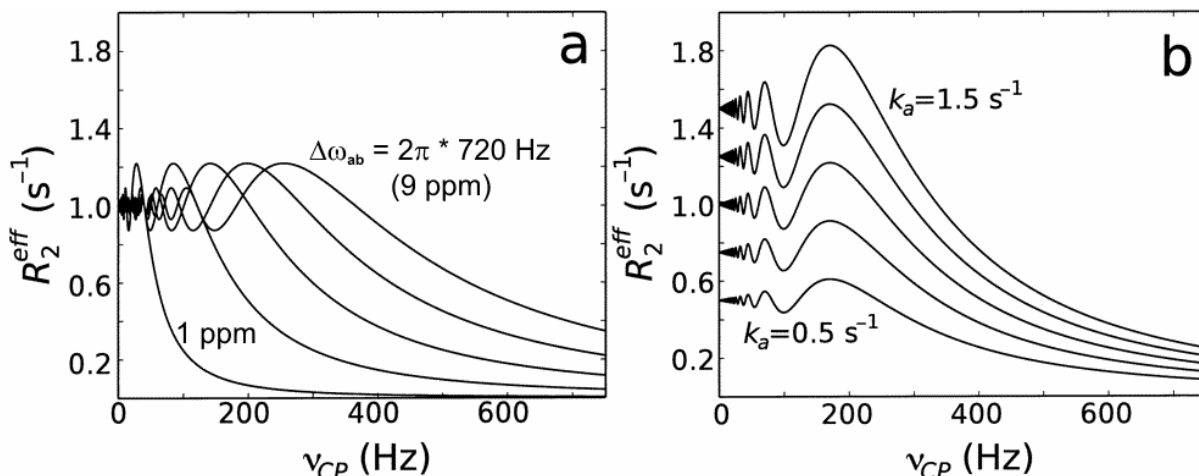 a
1.8
1.4
1.0
0.6
0.2
R₂ᵉᶠᶠ (s⁻¹)
Δωab = 2π * 720 Hz
(9 ppm)
1 ppm
0 200 400 600
νCP (Hz)
b
1.8
1.4
1.0
0.6
0.2
R₂ᵉᶠᶠ (s⁻¹)
ka=1.5 s⁻¹
ka=0.5 s⁻¹
0 200 400 600
νCP (Hz)